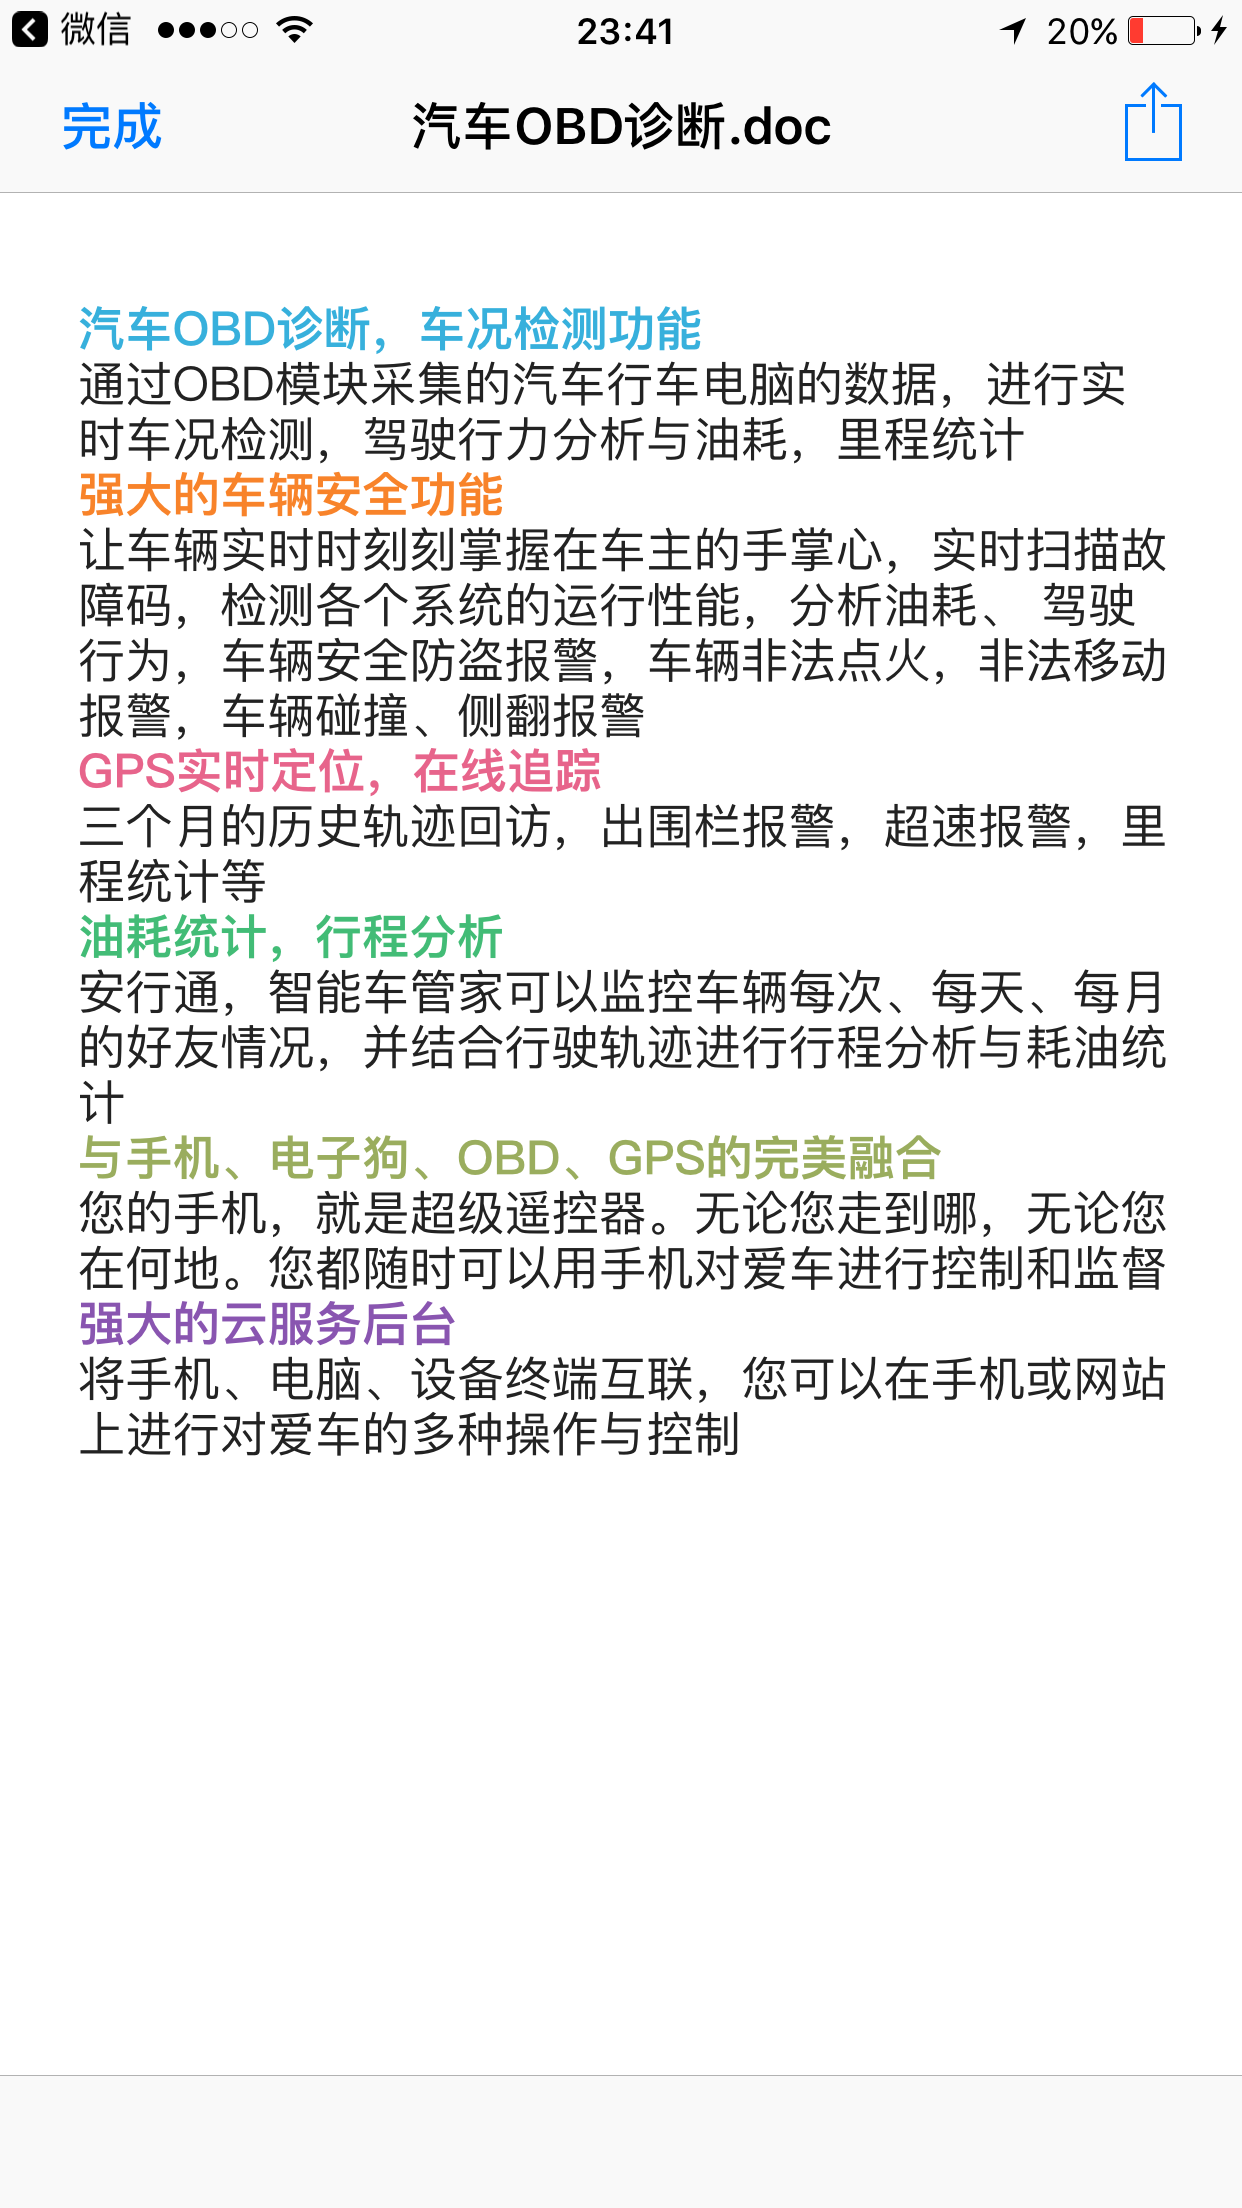 微信
23:41
20%
完成
汽车OBD诊断.doc
汽车OBD诊断，车况检测功能
通过OBD模块采集的汽车行车电脑的数据，进行实
时车况检测，驾驶行力分析与油耗，里程统计
强大的车辆安全功能
让车辆实时时刻刻掌握在车主的手掌心，实时扫描故
障码，检测各个系统的运行性能，分析油耗、 驾驶
行为，车辆安全防盗报警，车辆非法点火，非法移动
报警，车辆碰撞、侧翻报警
GPS实时定位，在线追踪
三个月的历史轨迹回访，出围栏报警，超速报警，里
程统计等
油耗统计，行程分析
安行通，智能车管家可以监控车辆每次、每天、每月
的好友情况，并结合行驶轨迹进行行程分析与耗油统
计
与手机、电子狗、OBD、GPS的完美融合
您的手机，就是超级遥控器。无论您走到哪，无论您
在何地。您都随时可以用手机对爱车进行控制和监督
强大的云服务后台
将手机、电脑、设备终端互联，您可以在手机或网站
上进行对爱车的多种操作与控制